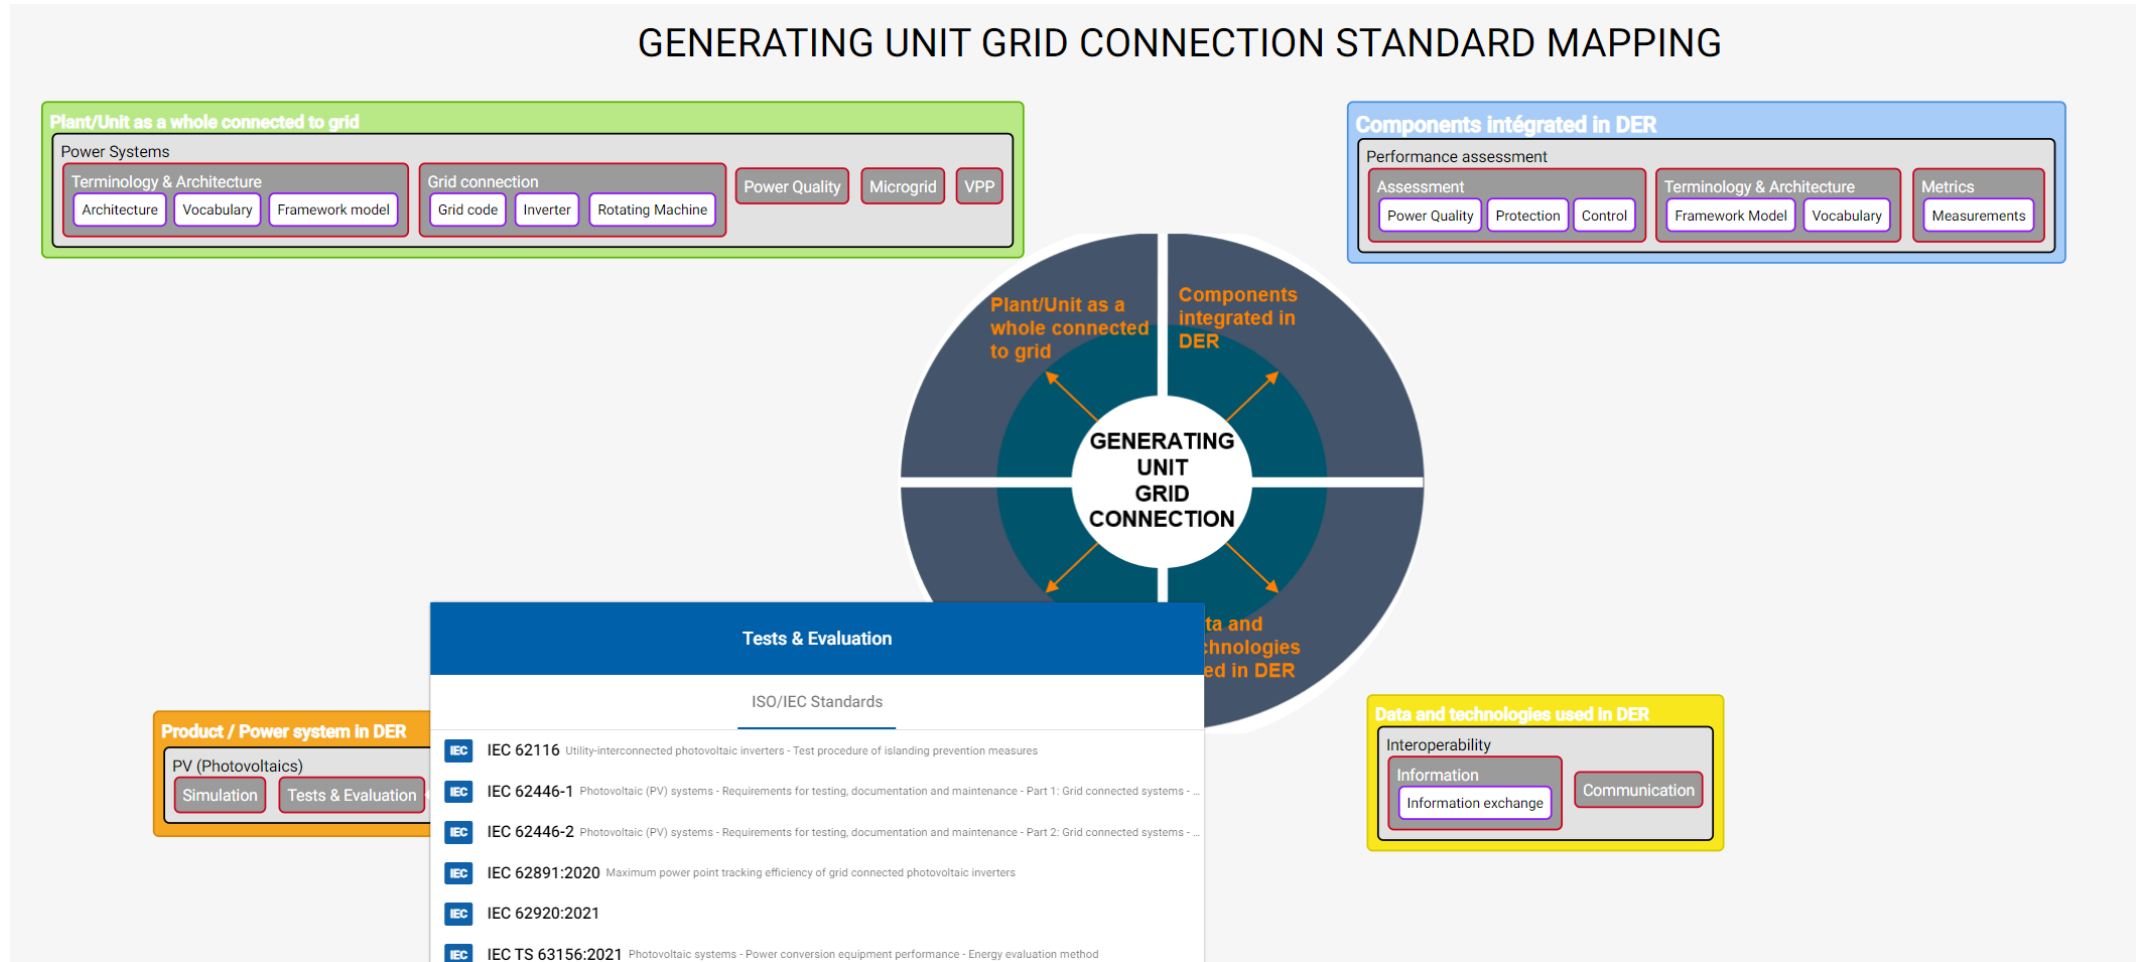 GENERATING UNIT GRID CONNECTION STANDARD MAPPING
Plant/Unit as a whole connected to grid
Power Systems
Terminology & Architecture
Architecture
Vocabulary
Framework model
Grid connection
Grid code
Inverter
Rotating Machine
Power Quality
Microgrid
VPP
Components intégrated in DER
Performance assessment
Assessment
Power Quality
Protection
Control
Terminology & Architecture
Framework Model
Vocabulary
Metrics
Measurements
Plant/Unit as a
whole connected
to grid
Components
integrated in
DER
GENERATING
UNIT
GRID
CONNECTION
ta and
chnologies
ed in DER
Product / Power system in DER
PV (Photovoltaics)
Simulation
Tests & Evaluation
Tests & Evaluation
ISO/IEC Standards
IEC IEC 62116 Utility-interconnected photovoltaic inverters - Test procedure of islanding prevention measures
IEC IEC 62446-1 Photovoltaic (PV) systems - Requirements for testing, documentation and maintenance - Part 1: Grid connected systems - ...
IEC IEC 62446-2 Photovoltaic (PV) systems - Requirements for testing, documentation and maintenance - Part 2: Grid connected systems - ...
IEC IEC 62891:2020 Maximum power point tracking efficiency of grid connected photovoltaic inverters
IEC IEC 62920:2021
IEC IEC TS 63156:2021 Photovoltaic systems - Power conversion equipment performance - Energy evaluation method
Data and technologies used in DER
Interoperability
Information
Information exchange
Communication